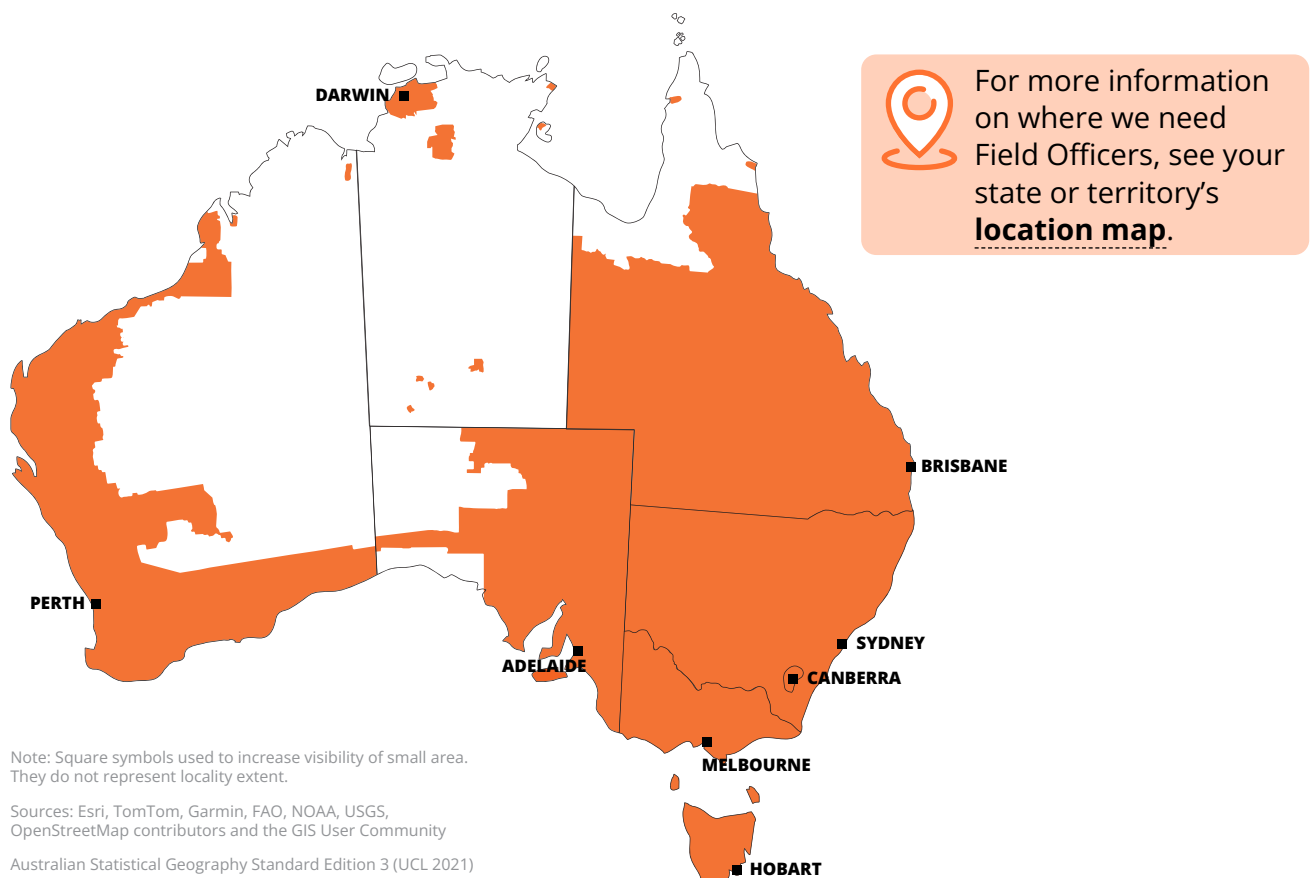 DARWIN
For more information
on where we need
Field Officers, see your
state or territory’s
location map.
BRISBANE
PERTH
SYDNEY
ADELAIDE
CANBERRA
MELBOURNE
HOBART
Note: Square symbols used to increase visibility of small area.
They do not represent locality extent.
Sources: Esri, TomTom, Garmin, FAO, NOAA, USGS,
OpenStreetMap contributors and the GIS User Community
Australian Statistical Geography Standard Edition 3 (UCL 2021)